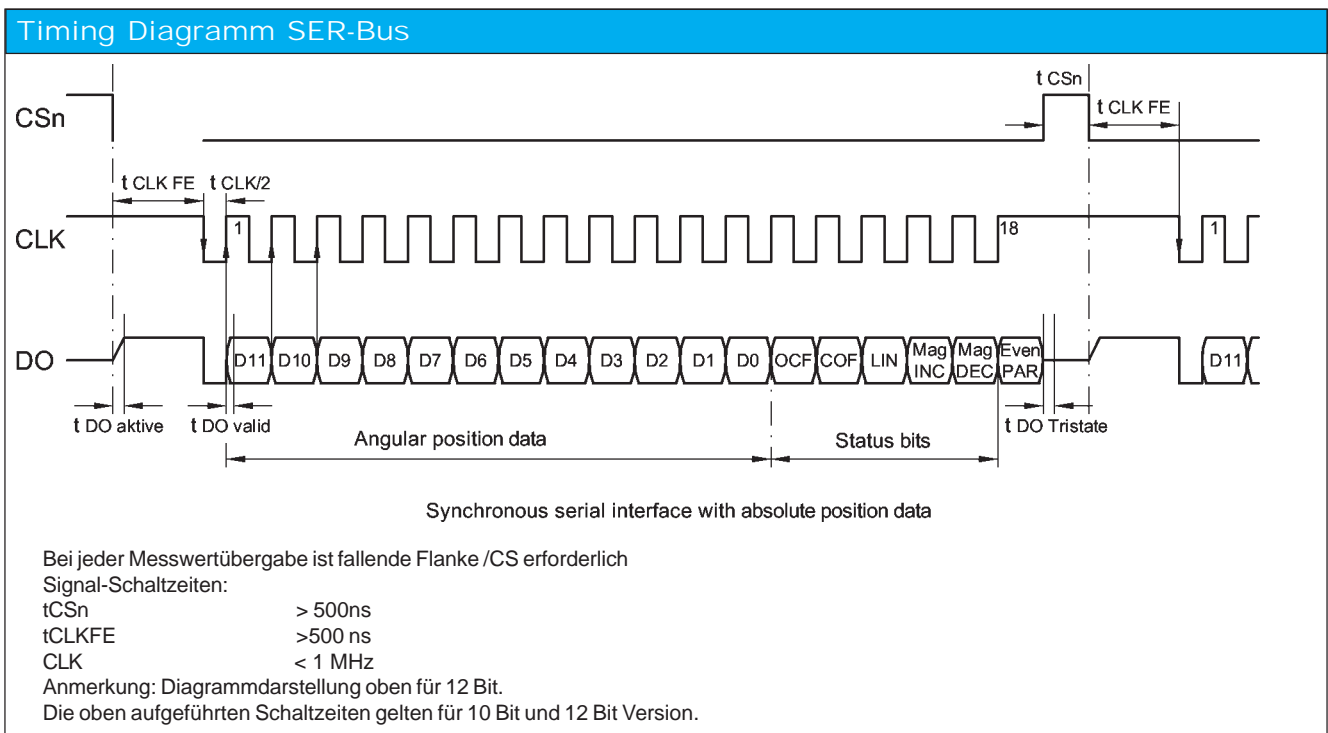 Timing Diagramm SER-Bus
t CSn
CSn
t CLK FE
t CLK FE t CLK/2
CLK
1
18
1
DO
D11 D10 D9 D8 D7 D6 D5 D4 D3 D2 D1 D0 OCF COF LIN Mag INC Mag DEC Even PAR D11
t DO aktive t DO valid t DO Tristate
Angular position data Status bits
Synchronous serial interface with absolute position data
Bei jeder Messwertübergabe ist fallende Flanke /CS erforderlich
Signal-Schaltzeiten:
tCSn > 500ns
tCLKFE >500 ns
CLK < 1 MHz
Anmerkung: Diagrammdarstellung oben für 12 Bit.
Die oben aufgeführten Schaltzeiten gelten für 10 Bit und 12 Bit Version.